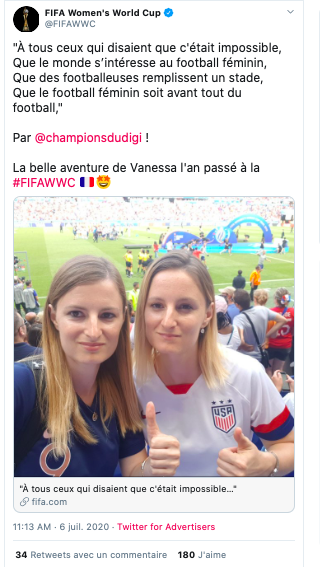 FIFA Women's World Cup
@FIFAWWC
"À tous ceux qui disaient que c'était impossible,
Que le monde s'intéresse au football féminin,
Que des footballeuses remplissent un stade,
Que le football féminin soit avant tout du
football,"
Par @championsdudigi !
La belle aventure de Vanessa l'an passé à la
#FIFAWWC 🇫🇷🤩
USA
"À tous ceux qui disaient que c'était impossible..."
fifa.com
11:13 AM · 6 juil. 2020 · Twitter for Advertisers
34 Retweets avec un commentaire 180 J'aime